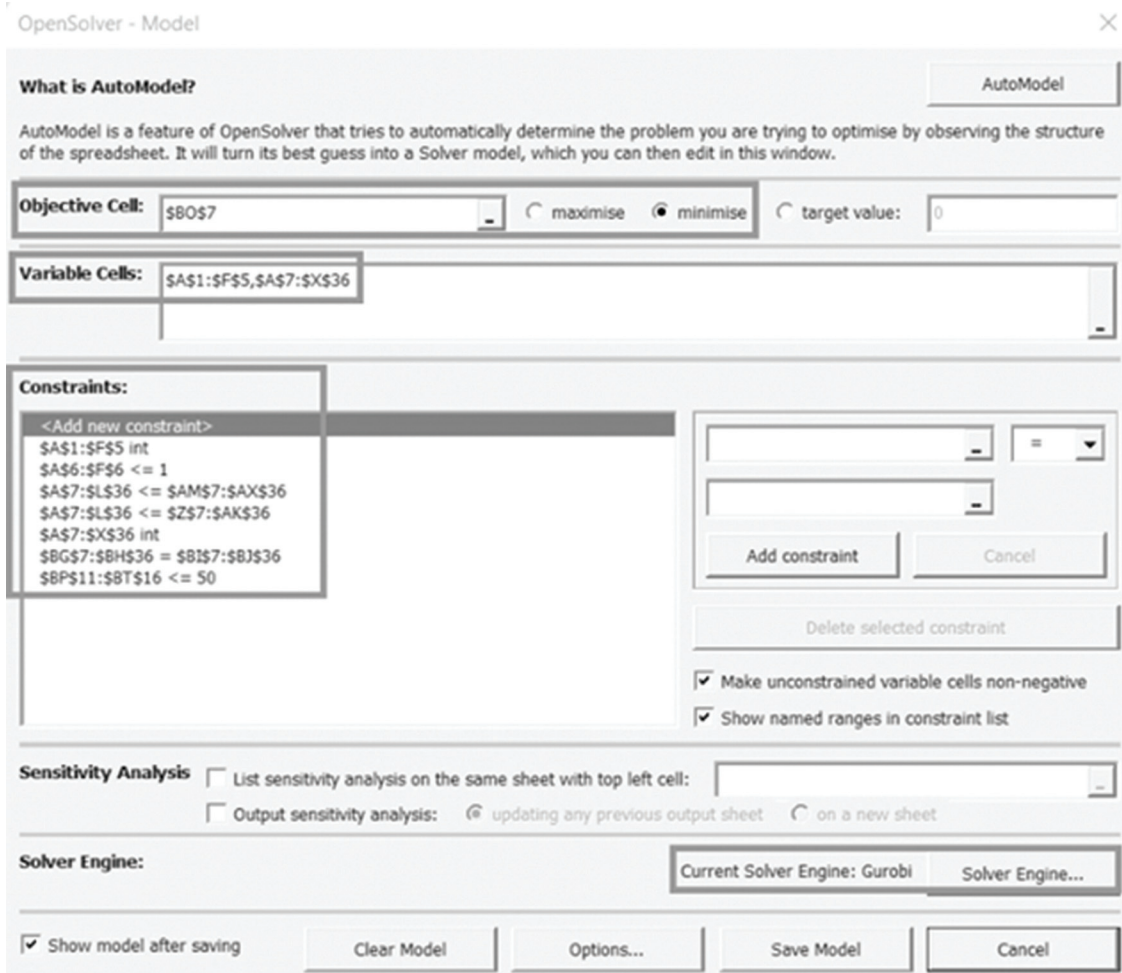 OpenSolver - Model
What is AutoModel?
AutoModel
AutoModel is a feature of OpenSolver that tries to automatically determine the problem you are trying to optimise by observing the structure
of the spreadsheet. It will turn its best guess into a Solver model, which you can then edit in this window.
Objective Cell: $BO$7 maximise minimise target value: 0
Variable Cells: $A$1:$F$5,$A$7:$X$36
Constraints:
<Add new constraint>
$A$1:$F$5 int
$A$6:$F$6 <= 1
$A$7:$L$36 <= $AM$7:$AX$36
$A$7:$L$36 <= $Z$7:$AK$36
$A$7:$X$36 int
$BG$7:$BH$36 = $BI$7:$BJ$36
$BP$11:$BT$16 <= 50
=
Add constraint Cancel
Delete selected constraint
Make unconstrained variable cells non-negative
Show named ranges in constraint list
Sensitivity Analysis List sensitivity analysis on the same sheet with top left cell:
Output sensitivity analysis: updating any previous output sheet on a new sheet
Solver Engine:
Current Solver Engine: Gurobi Solver Engine...
Show model after saving Clear Model Options... Save Model Cancel